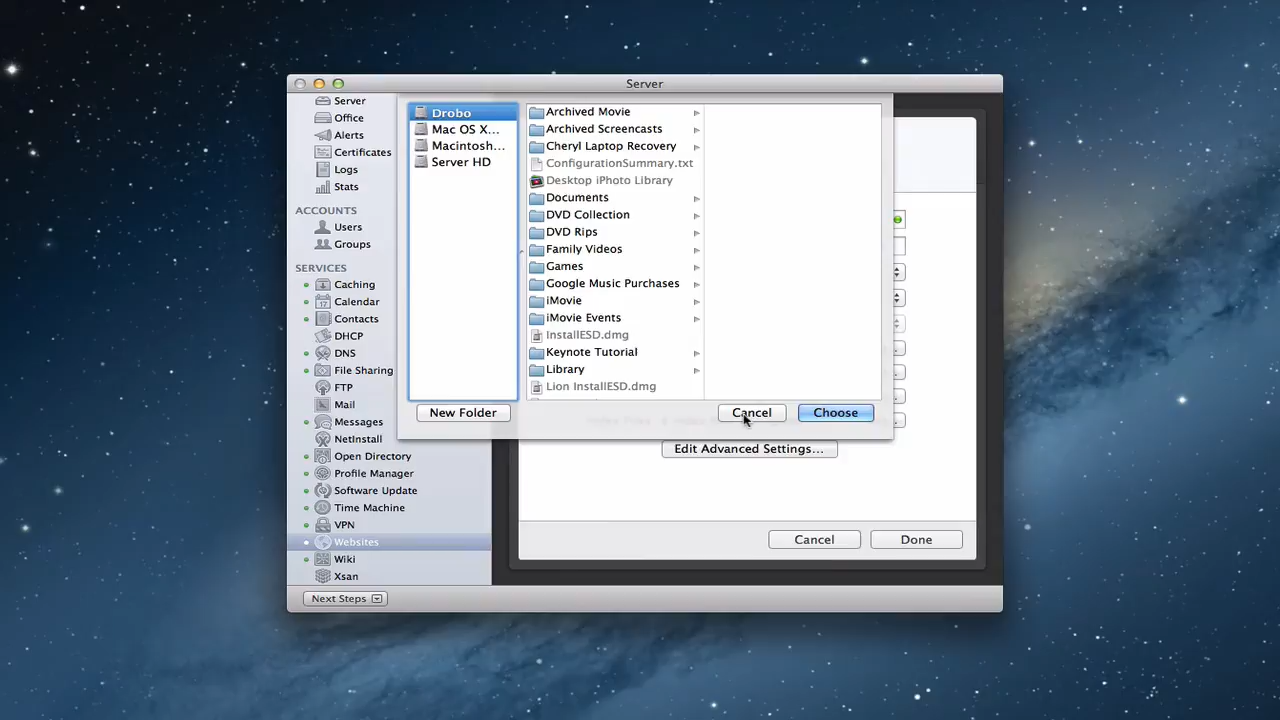 Server
Server
Office
Alerts
Certificates
Logs
Stats
ACCOUNTS
Users
Groups
SERVICES
Caching
Calendar
Contacts
DHCP
DNS
File Sharing
FTP
Mail
Messages
NetInstall
Open Directory
Profile Manager
Software Update
Time Machine
VPN
Websites
Wiki
Xsan
Next Steps
Drobo
Mac OS X...
Macintosh...
Server HD
Archived Movie
Archived Screencasts
Cheryl Laptop Recovery
ConfigurationSummary.txt
Desktop iPhoto Library
Documents
DVD Collection
DVD Rips
Family Videos
Games
Google Music Purchases
iMovie
iMovie Events
InstallESD.dmg
Keynote Tutorial
Library
Lion InstallESD.dmg
New Folder
Cancel
Choose
Edit Advanced Settings...
Cancel
Done